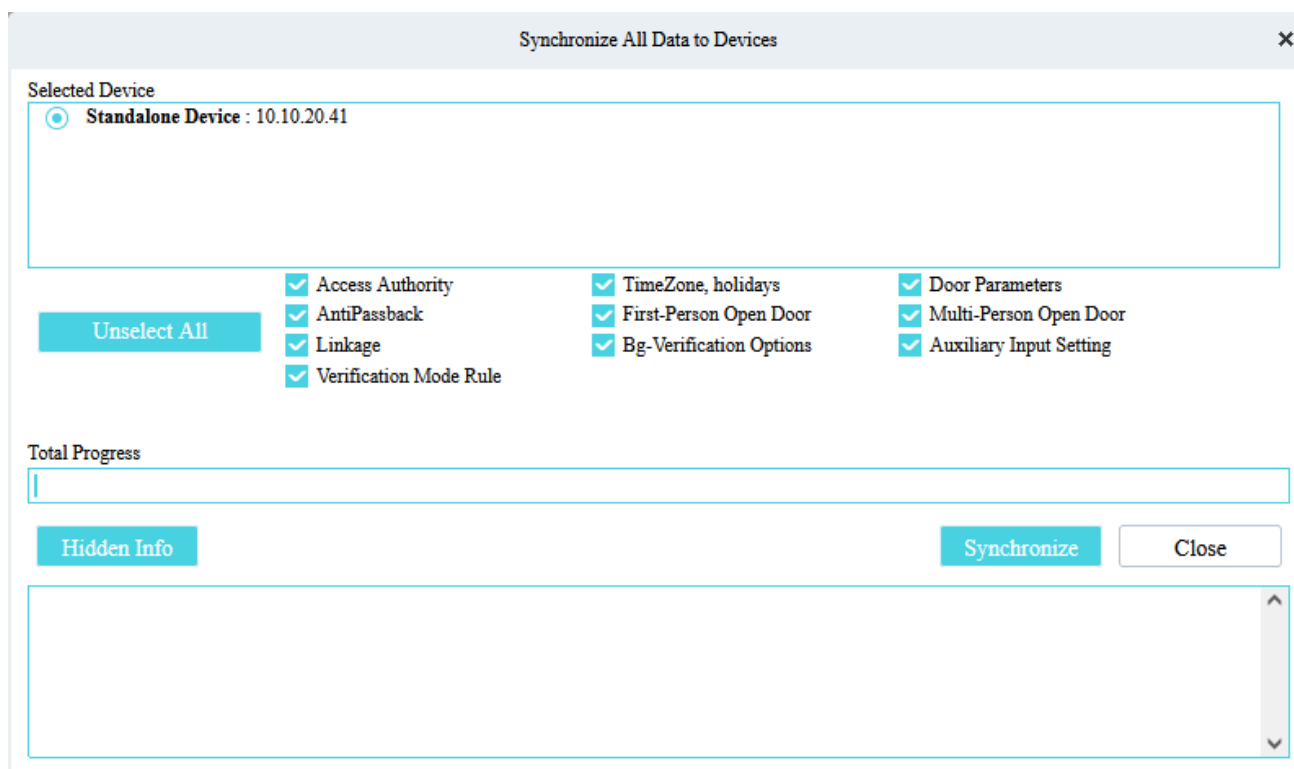 Synchronize All Data to Devices
Selected Device
Standalone Device : 10.10.20.41
Access Authority TimeZone, holidays Door Parameters
Unselect All AntiPassback First-Person Open Door Multi-Person Open Door
Linkage Bg-Verification Options Auxiliary Input Setting
Verification Mode Rule
Total Progress
Hidden Info Synchronize Close